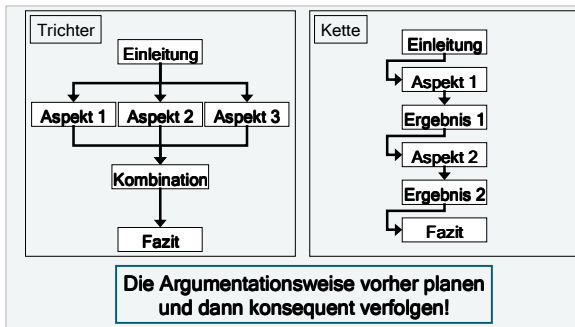 Trichter
Einleitung
Aspekt 1 Aspekt 2 Aspekt 3
Kombination
Fazit
Kette
Einleitung
Aspekt 1
Ergebnis 1
Aspekt 2
Ergebnis 2
Fazit
Die Argumentationsweise vorher planen
und dann konsequent verfolgen!